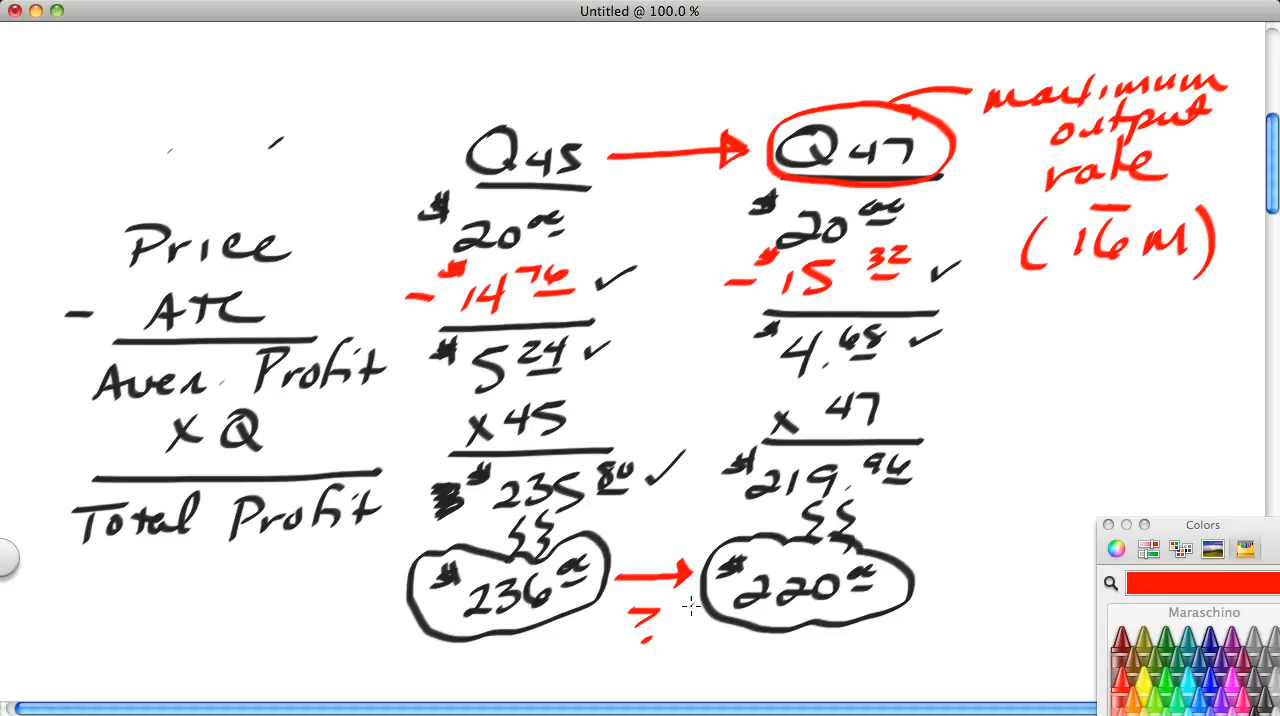 Untitled @ 100.0 %
Q45 Q47 maximum
output
rate
(16 M)
Price $20.00 $20.00
- ATC - $14 76 - $15 32
Aver. Profit $5 24 $4.68
x Q x 45 x 47
Total Profit $235 80 $219.96
$236 00 $220 00
?
Colors
Maraschino